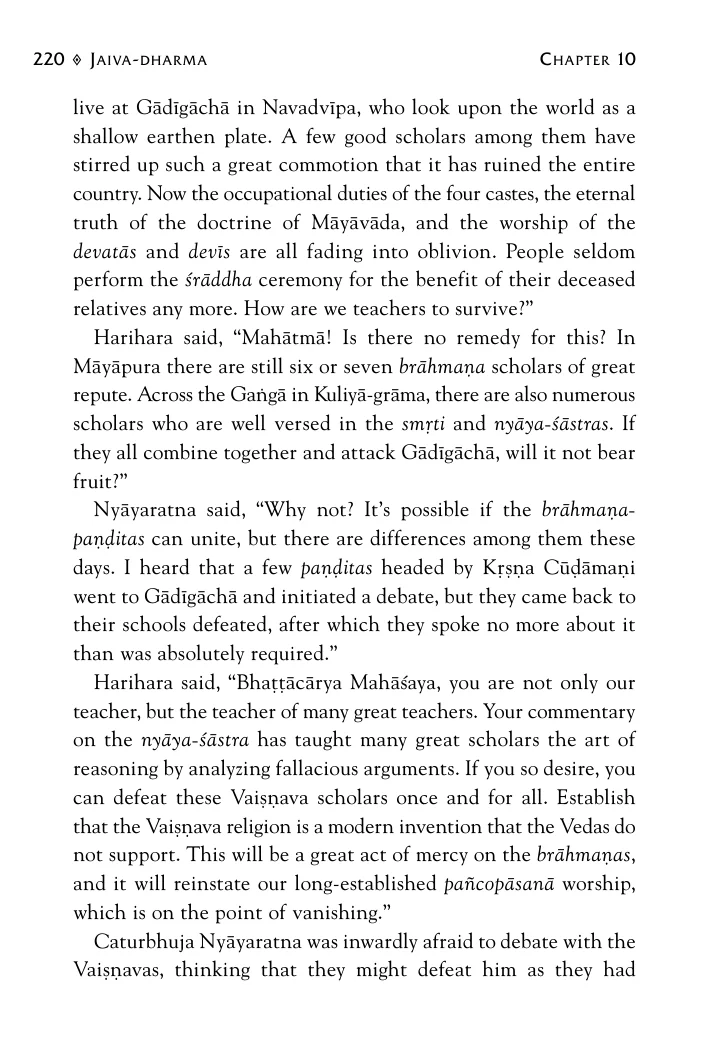 220 ⟡ Jaiva-dharma Chapter 10
live at Gādīgāchā in Navadvīpa, who look upon the world as a
shallow earthen plate. A few good scholars among them have
stirred up such a great commotion that it has ruined the entire
country. Now the occupational duties of the four castes, the eternal
truth of the doctrine of Māyāvāda, and the worship of the
devatās and devīs are all fading into oblivion. People seldom
perform the śrāddha ceremony for the benefit of their deceased
relatives any more. How are we teachers to survive?”
Harihara said, “Mahātmā! Is there no remedy for this? In
Māyāpura there are still six or seven brāhmaṇa scholars of great
repute. Across the Gaṅgā in Kuliyā-grāma, there are also numerous
scholars who are well versed in the smṛti and nyāya-śāstras. If
they all combine together and attack Gādīgāchā, will it not bear
fruit?”
Nyāyaratna said, “Why not? It’s possible if the brāhmaṇa-
paṇḍitas can unite, but there are differences among them these
days. I heard that a few paṇḍitas headed by Kṛṣṇa Cūḍāmaṇi
went to Gādīgāchā and initiated a debate, but they came back to
their schools defeated, after which they spoke no more about it
than was absolutely required.”
Harihara said, “Bhaṭṭācārya Mahāśaya, you are not only our
teacher, but the teacher of many great teachers. Your commentary
on the nyāya-śāstra has taught many great scholars the art of
reasoning by analyzing fallacious arguments. If you so desire, you
can defeat these Vaiṣṇava scholars once and for all. Establish
that the Vaiṣṇava religion is a modern invention that the Vedas do
not support. This will be a great act of mercy on the brāhmaṇas,
and it will reinstate our long-established pañcopāsanā worship,
which is on the point of vanishing.”
Caturbhuja Nyāyaratna was inwardly afraid to debate with the
Vaiṣṇavas, thinking that they might defeat him as they had